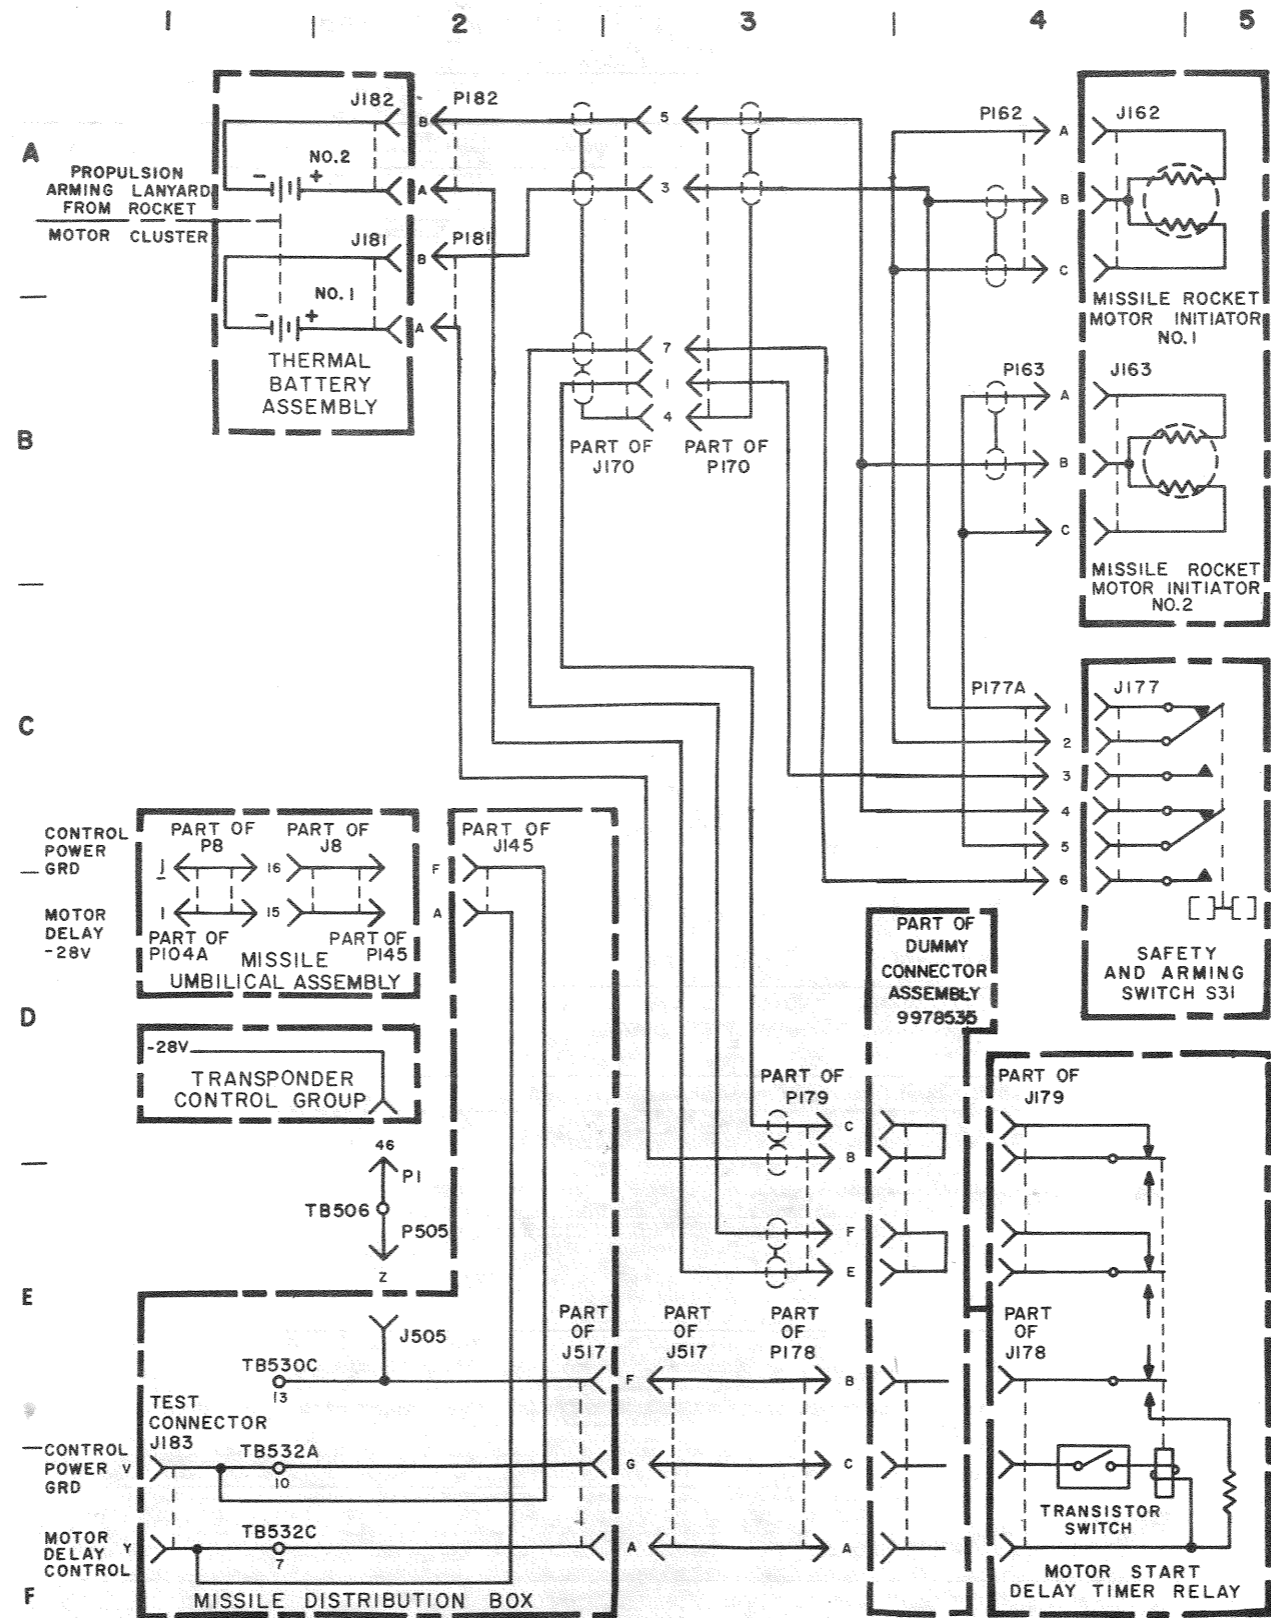 1 2 3 4 5
A
B
C
D
E
F
PROPULSION
ARMING LANYARD
FROM ROCKET
MOTOR CLUSTER
J182
P182
B
NO.2
- +
A
J181
P181
B
NO.1
- +
A
THERMAL
BATTERY
ASSEMBLY
5
3
7
1
4
PART OF
J170
PART OF
P170
P162
J162
A
B
C
MISSILE ROCKET
MOTOR INITIATOR
NO.1
P163
J163
A
B
C
MISSILE ROCKET
MOTOR INITIATOR
NO.2
P177A
J177
1
2
3
4
5
6
SAFETY
AND ARMING
SWITCH S31
CONTROL
POWER
GRD
MOTOR
DELAY
-28V
PART OF
P8
PART OF
J8
J
16
I
15
PART OF
P104A
PART OF
P145
MISSILE
UMBILICAL ASSEMBLY
PART OF
J145
F
A
-28V
TRANSPONDER
CONTROL GROUP
46
P1
TB506
P505
Z
J505
PART OF
DUMMY
CONNECTOR
ASSEMBLY
9978535
PART OF
P179
C
B
F
E
PART OF
J179
PART
OF
J517
PART
OF
J517
PART
OF
P178
PART
OF
J178
TB530C
13
F
B
TEST
CONNECTOR
J183
CONTROL
POWER V
GRD
TB532A
10
G
C
MOTOR
DELAY Y
CONTROL
TB532C
7
A
A
TRANSISTOR
SWITCH
MISSILE DISTRIBUTION BOX
MOTOR START
DELAY TIMER RELAY